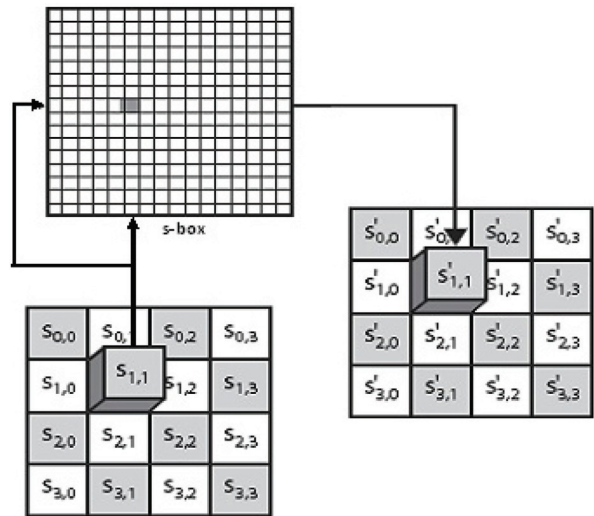 s-box
S'0,0 S'0, S'0,2 S'0,3
S'1,0 S'1,1 S'1,2 S'1,3
S'2,0 S'2,1 S'2,2 S'2,3
S'3,0 S'3,1 S'3,2 S'3,3
S0,0 S0,1 S0,2 S0,3
S1,0 S1,1 S1,2 S1,3
S2,0 S2,1 S2,2 S2,3
S3,0 S3,1 S3,2 S3,3